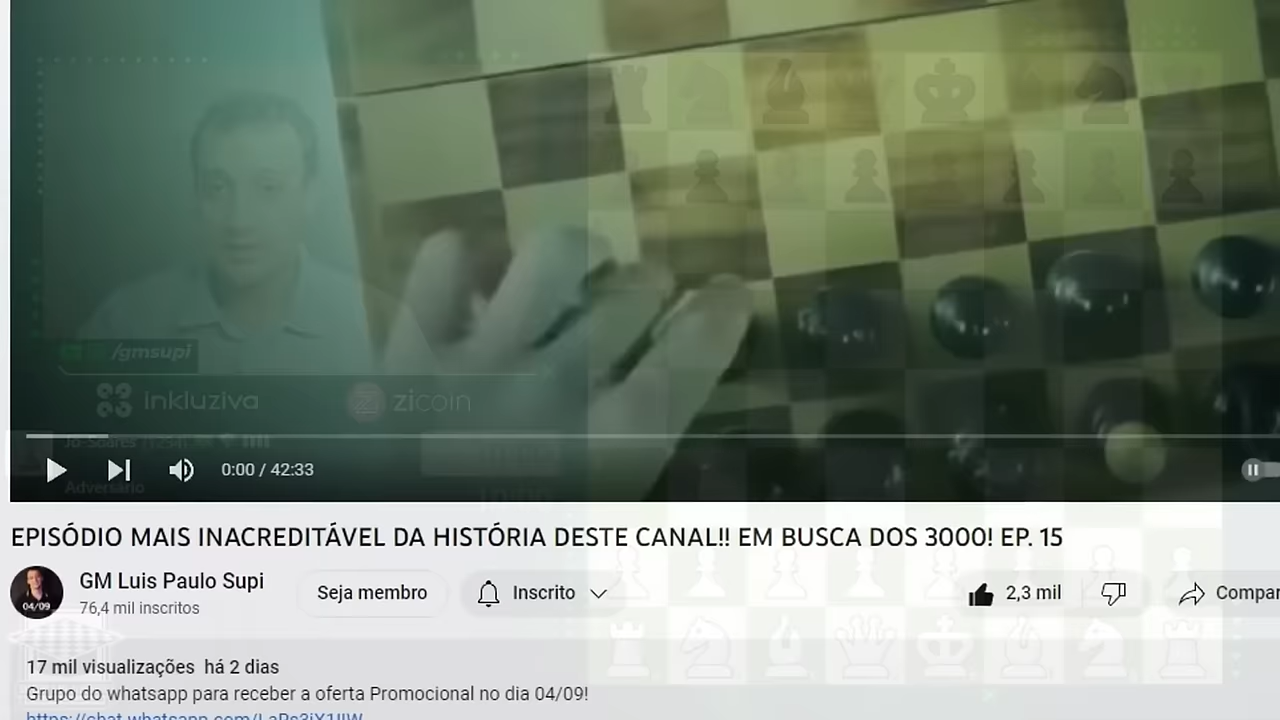 /gmsupi
inkluziva
zicoin
Adversário
0:00 / 42:33
EPISÓDIO MAIS INACREDITÁVEL DA HISTÓRIA DESTE CANAL!! EM BUSCA DOS 3000! EP. 15
GM Luis Paulo Supi
04/09
76,4 mil inscritos
Seja membro
Inscrito
2,3 mil
Compar
17 mil visualizações há 2 dias
Grupo do whatsapp para receber a oferta Promocional no dia 04/09!